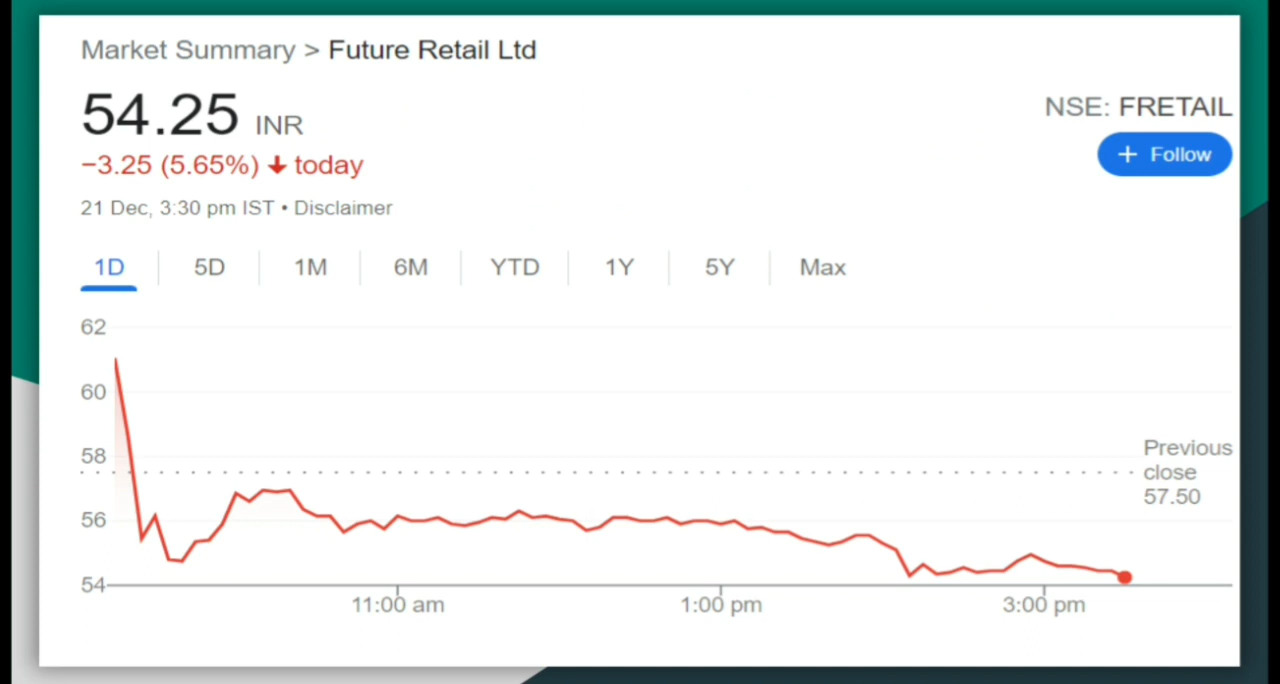 Market Summary > Future Retail Ltd
54.25 INR
NSE: FRETAIL
−3.25 (5.65%) ↓ today
+ Follow
21 Dec, 3:30 pm IST • Disclaimer
1D 5D 1M 6M YTD 1Y 5Y Max
62
60
58
56
54
Previous
close
57.50
11:00 am 1:00 pm 3:00 pm